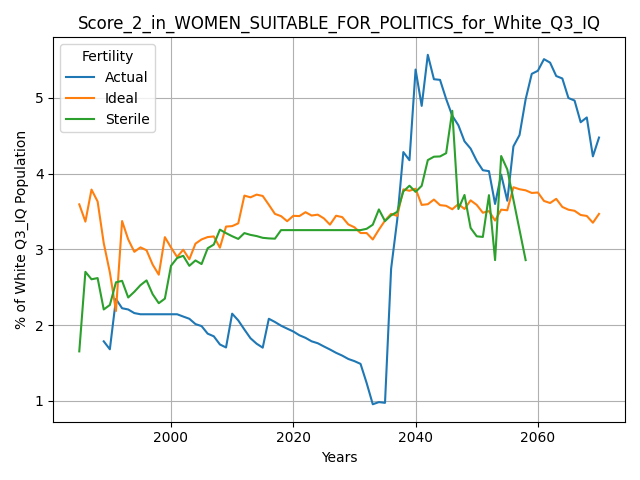 Score_2_in_WOMEN_SUITABLE_FOR_POLITICS_for_White_Q3_IQ
Fertility
Actual
Ideal
Sterile
% of White Q3_IQ Population
5
4
3
2
1
2000
2020
2040
2060
Years